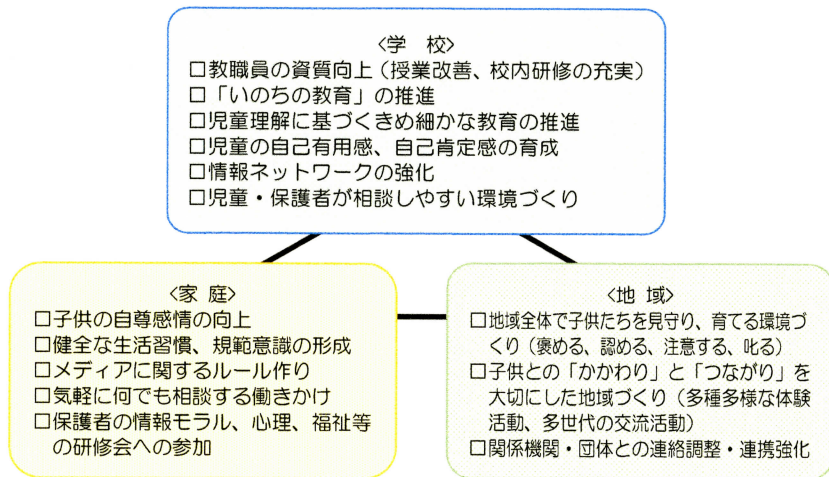 〈学 校〉
□教職員の資質向上（授業改善、校内研修の充実）
□「いのちの教育」の推進
□児童理解に基づくきめ細かな教育の推進
□児童の自己有用感、自己肯定感の育成
□情報ネットワークの強化
□児童・保護者が相談しやすい環境づくり
〈家 庭〉
□子供の自尊感情の向上
□健全な生活習慣、規範意識の形成
□メディアに関するルール作り
□気軽に何でも相談する働きかけ
□保護者の情報モラル、心理、福祉等
の研修会への参加
〈地 域〉
□地域全体で子供たちを見守り、育てる環境づ
くり（褒める、認める、注意する、叱る）
□子供との「かかわり」と「つながり」を
大切にした地域づくり（多種多様な体験
活動、多世代の交流活動）
□関係機関・団体との連絡調整・連携強化